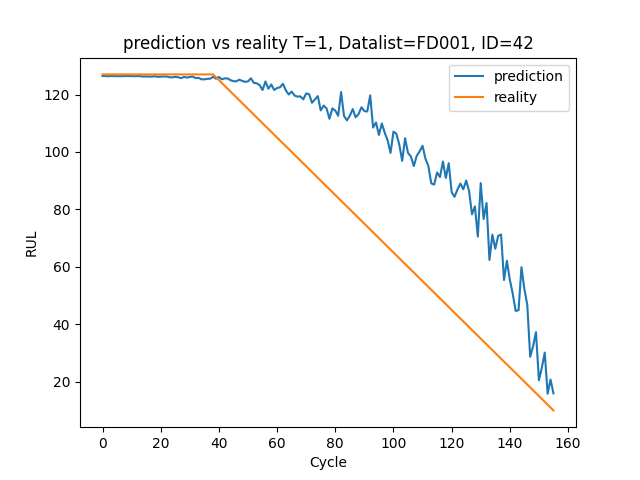 prediction vs reality T=1, Datalist=FD001, ID=42
prediction
reality
RUL
120
100
80
60
40
20
0 20 40 60 80 100 120 140 160
Cycle